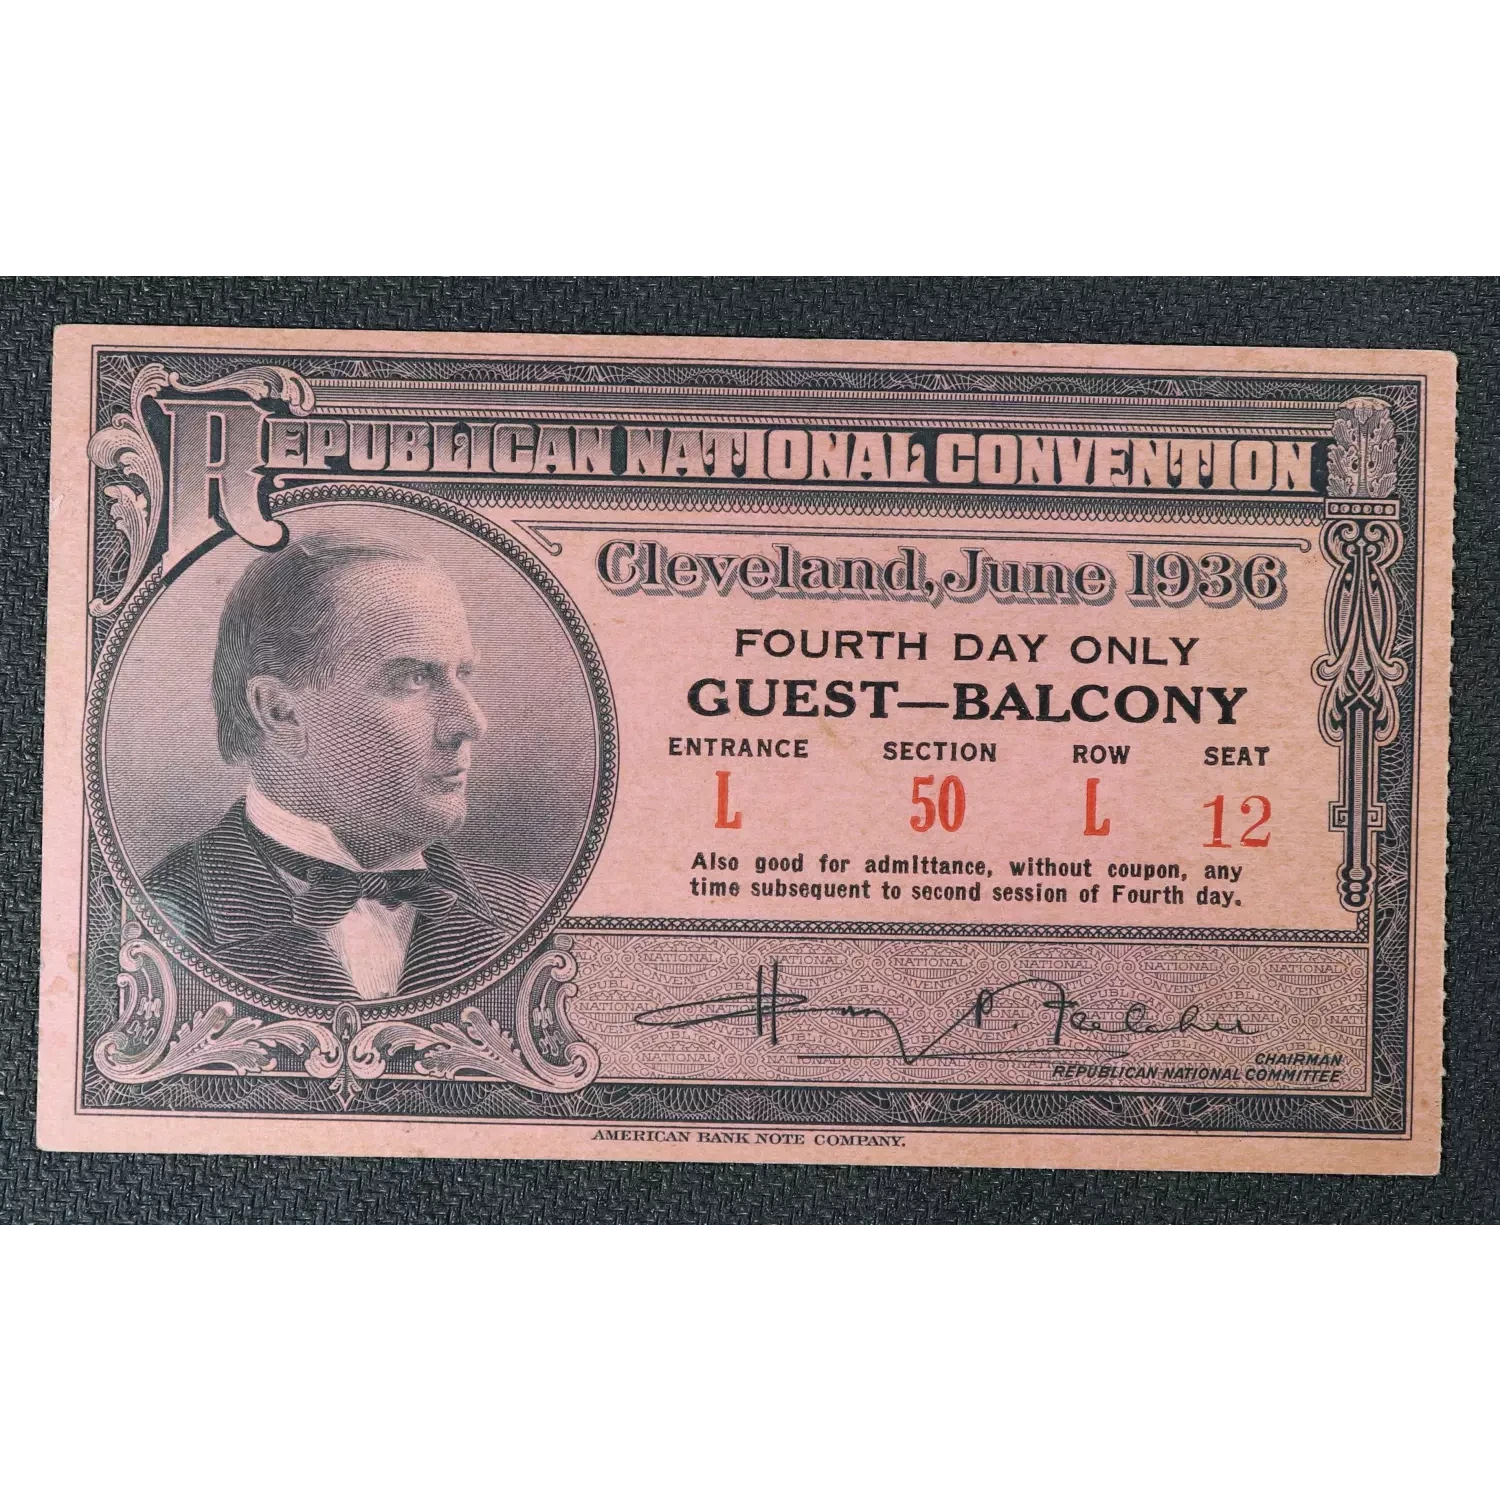 REPUBLICAN NATIONAL CONVENTION
Cleveland, June 1936
FOURTH DAY ONLY
GUEST—BALCONY
ENTRANCE SECTION ROW SEAT
L 50 L 12
Also good for admittance, without coupon, any
time subsequent to second session of Fourth day.
Henry P. Fletcher
CHAIRMAN
REPUBLICAN NATIONAL COMMITTEE
AMERICAN BANK NOTE COMPANY.